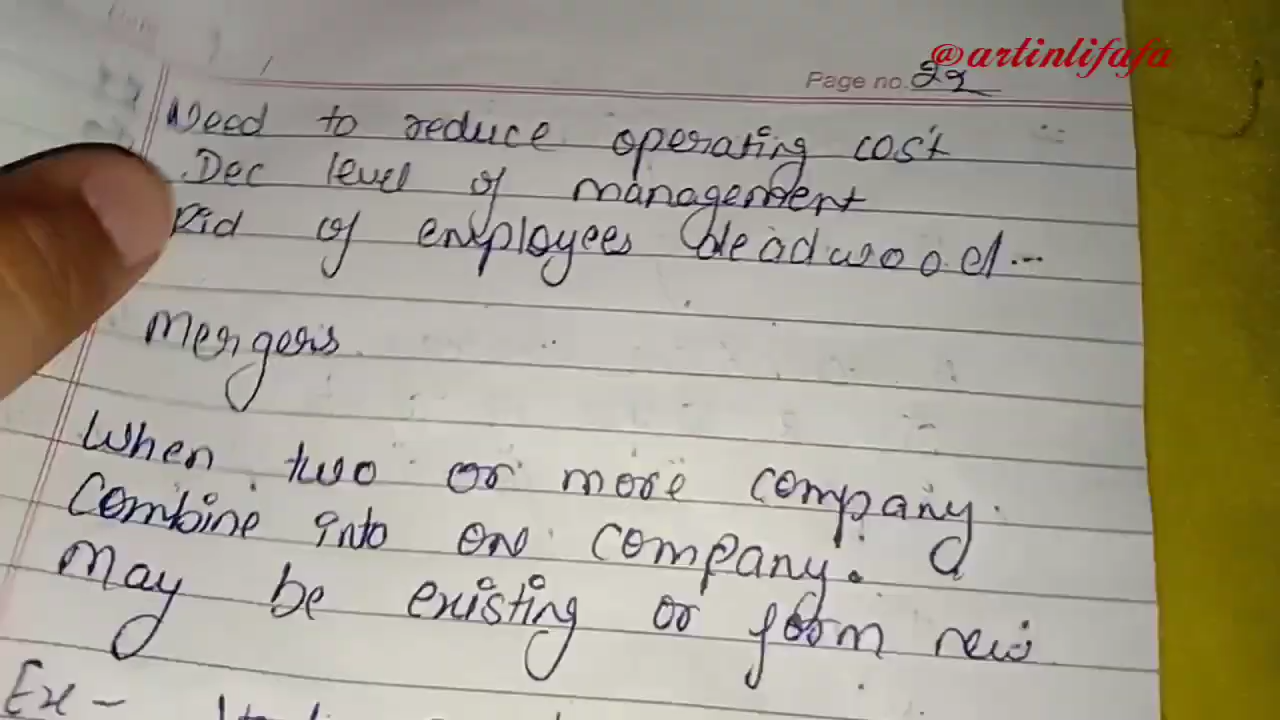 @artinlifafa
Page no. 22
Need to reduce operating cost
Dec level of management
Rid of employees deadwood...
Mergers
When two or more company
Combine into one company.
May be existing or form new
Ex-